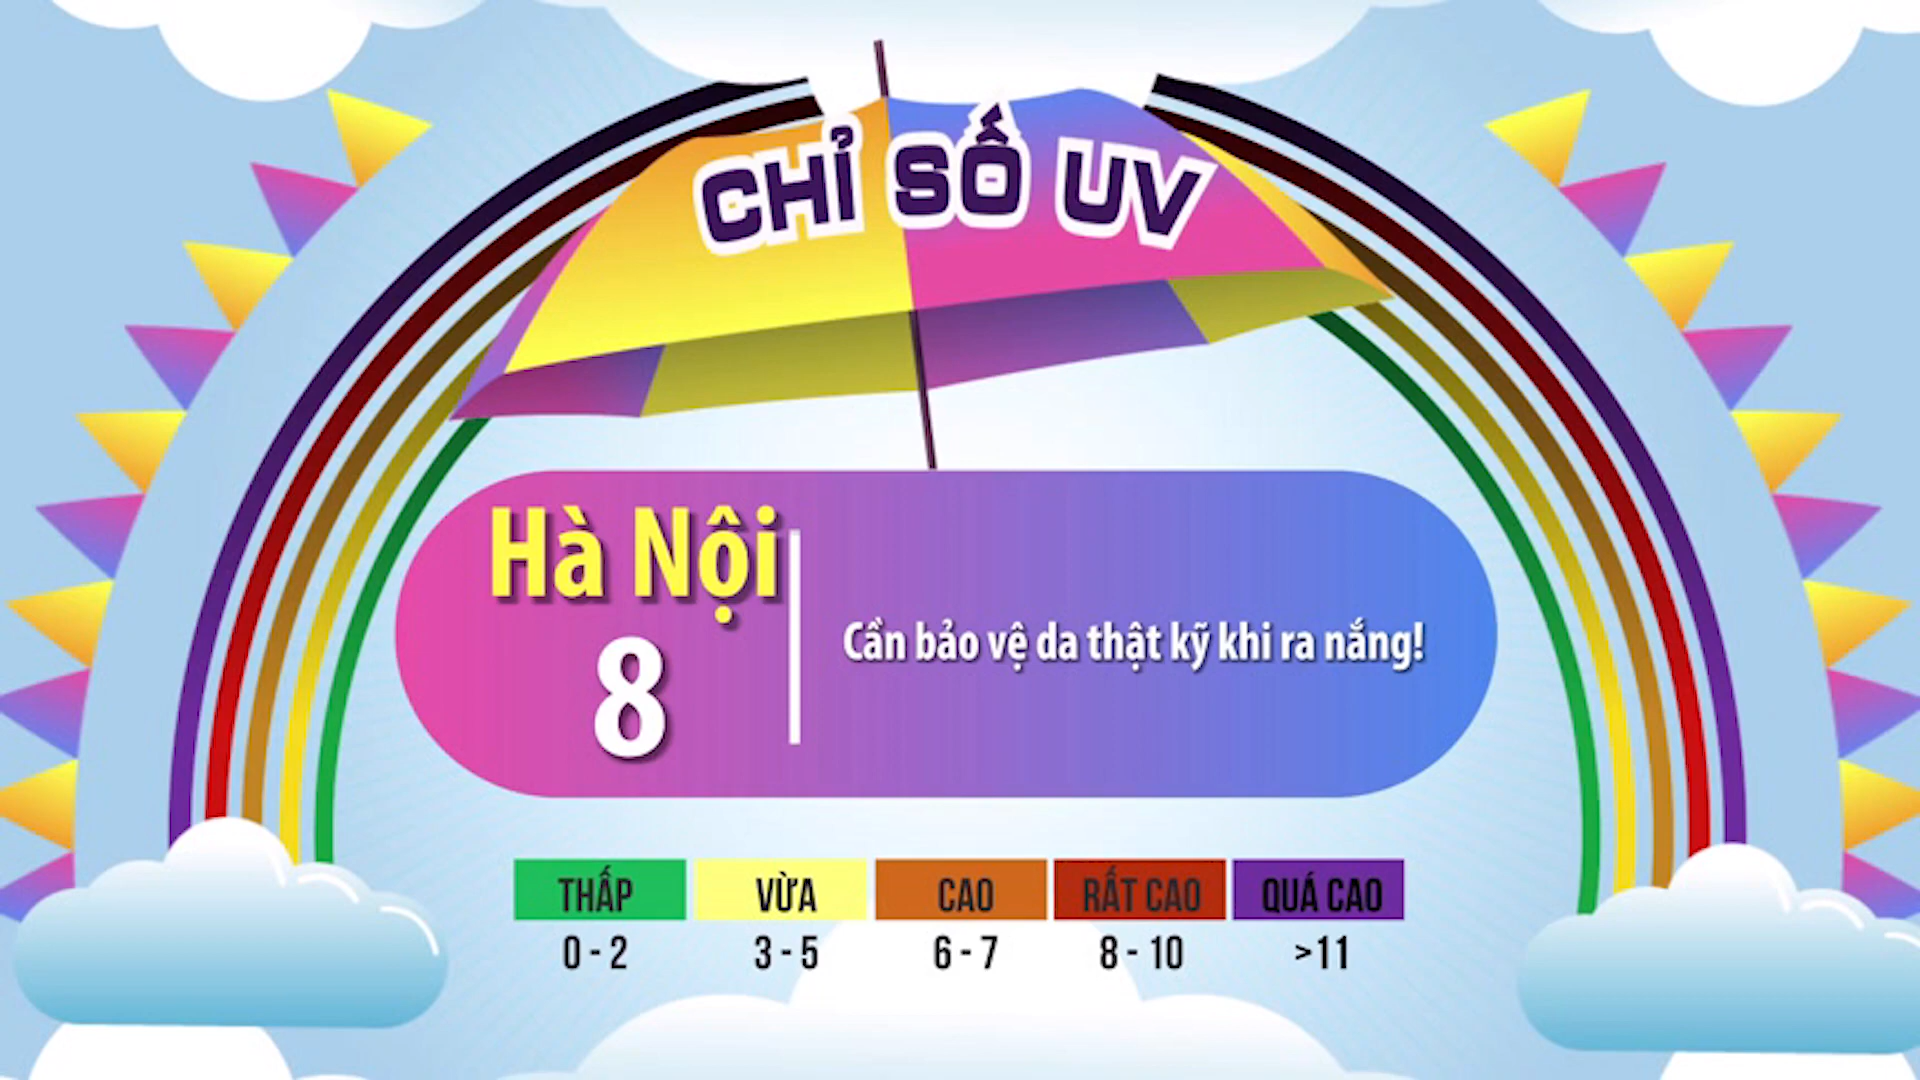 CHỈ SỐ UV
Hà Nội
8
Cần bảo vệ da thật kỹ khi ra nắng!
THẤP VỪA CAO RẤT CAO QUÁ CAO
0 - 2 3 - 5 6 - 7 8 - 10 >11